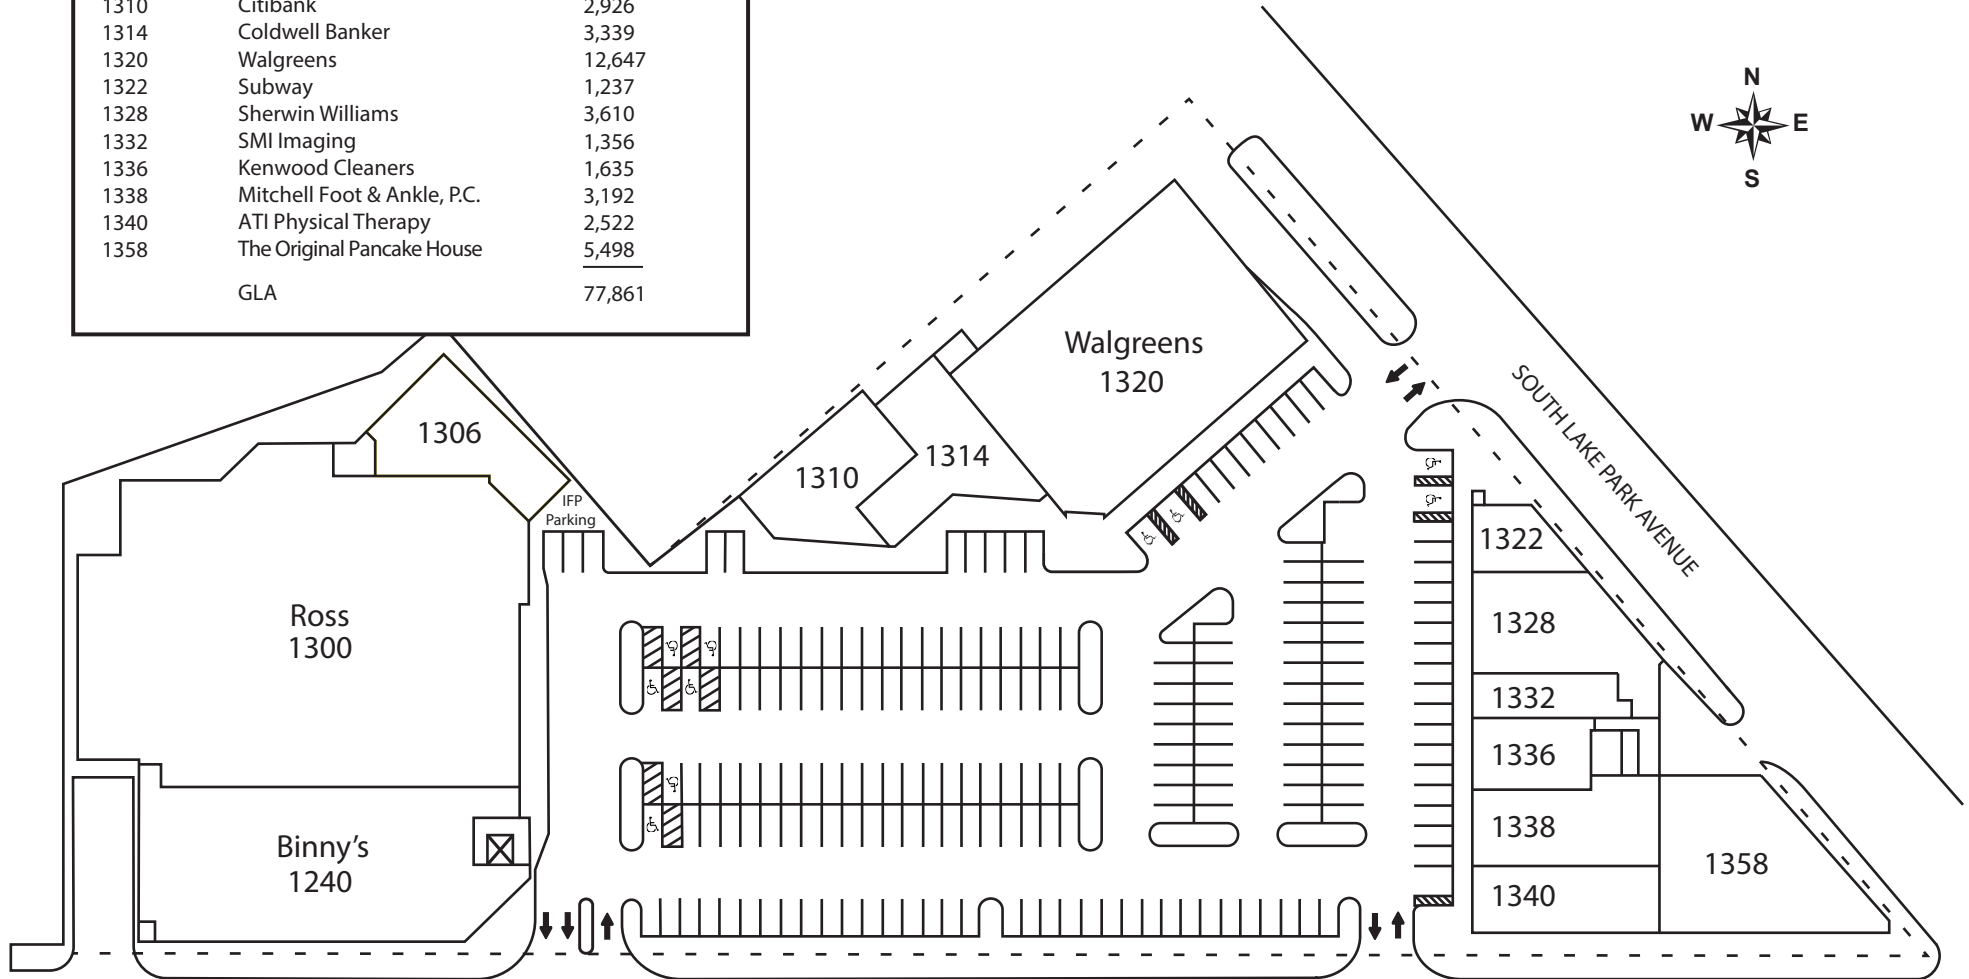 1310 Citibank 2,926
1314 Coldwell Banker 3,339
1320 Walgreens 12,647
1322 Subway 1,237
1328 Sherwin Williams 3,610
1332 SMI Imaging 1,356
1336 Kenwood Cleaners 1,635
1338 Mitchell Foot & Ankle, P.C. 3,192
1340 ATI Physical Therapy 2,522
1358 The Original Pancake House 5,498
GLA 77,861
N
W E
S
Walgreens
1320
SOUTH LAKE PARK AVENUE
1306
1314
1310
IFP
Parking
1322
Ross
1300
1328
1332
1336
1338
Binny's
1240
1358
1340